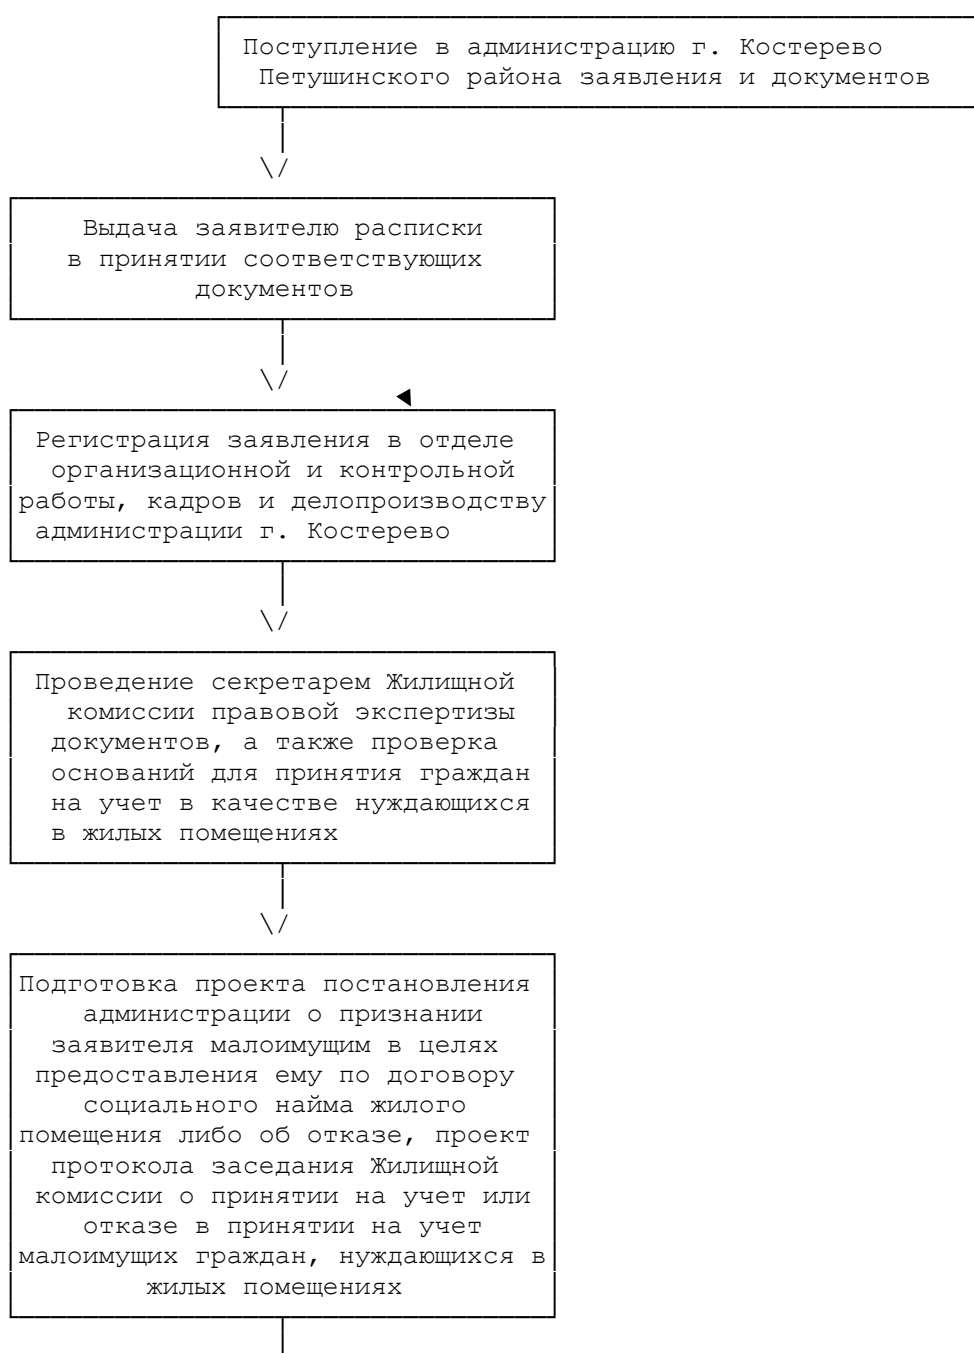 Поступление в администрацию г. Костерево
Петушинского района заявления и документов
\/
Выдача заявителю расписки
в принятии соответствующих
документов
\/
Регистрация заявления в отделе
организационной и контрольной
работы, кадров и делопроизводству
администрации г. Костерево
\/
Проведение секретарем Жилищной
комиссии правовой экспертизы
документов, а также проверка
оснований для принятия граждан
на учет в качестве нуждающихся
в жилых помещениях
\/
Подготовка проекта постановления
администрации о признании
заявителя малоимущим в целях
предоставления ему по договору
социального найма жилого
помещения либо об отказе, проект
протокола заседания Жилищной
комиссии о принятии на учет или
отказе в принятии на учет
малоимущих граждан, нуждающихся в
жилых помещениях